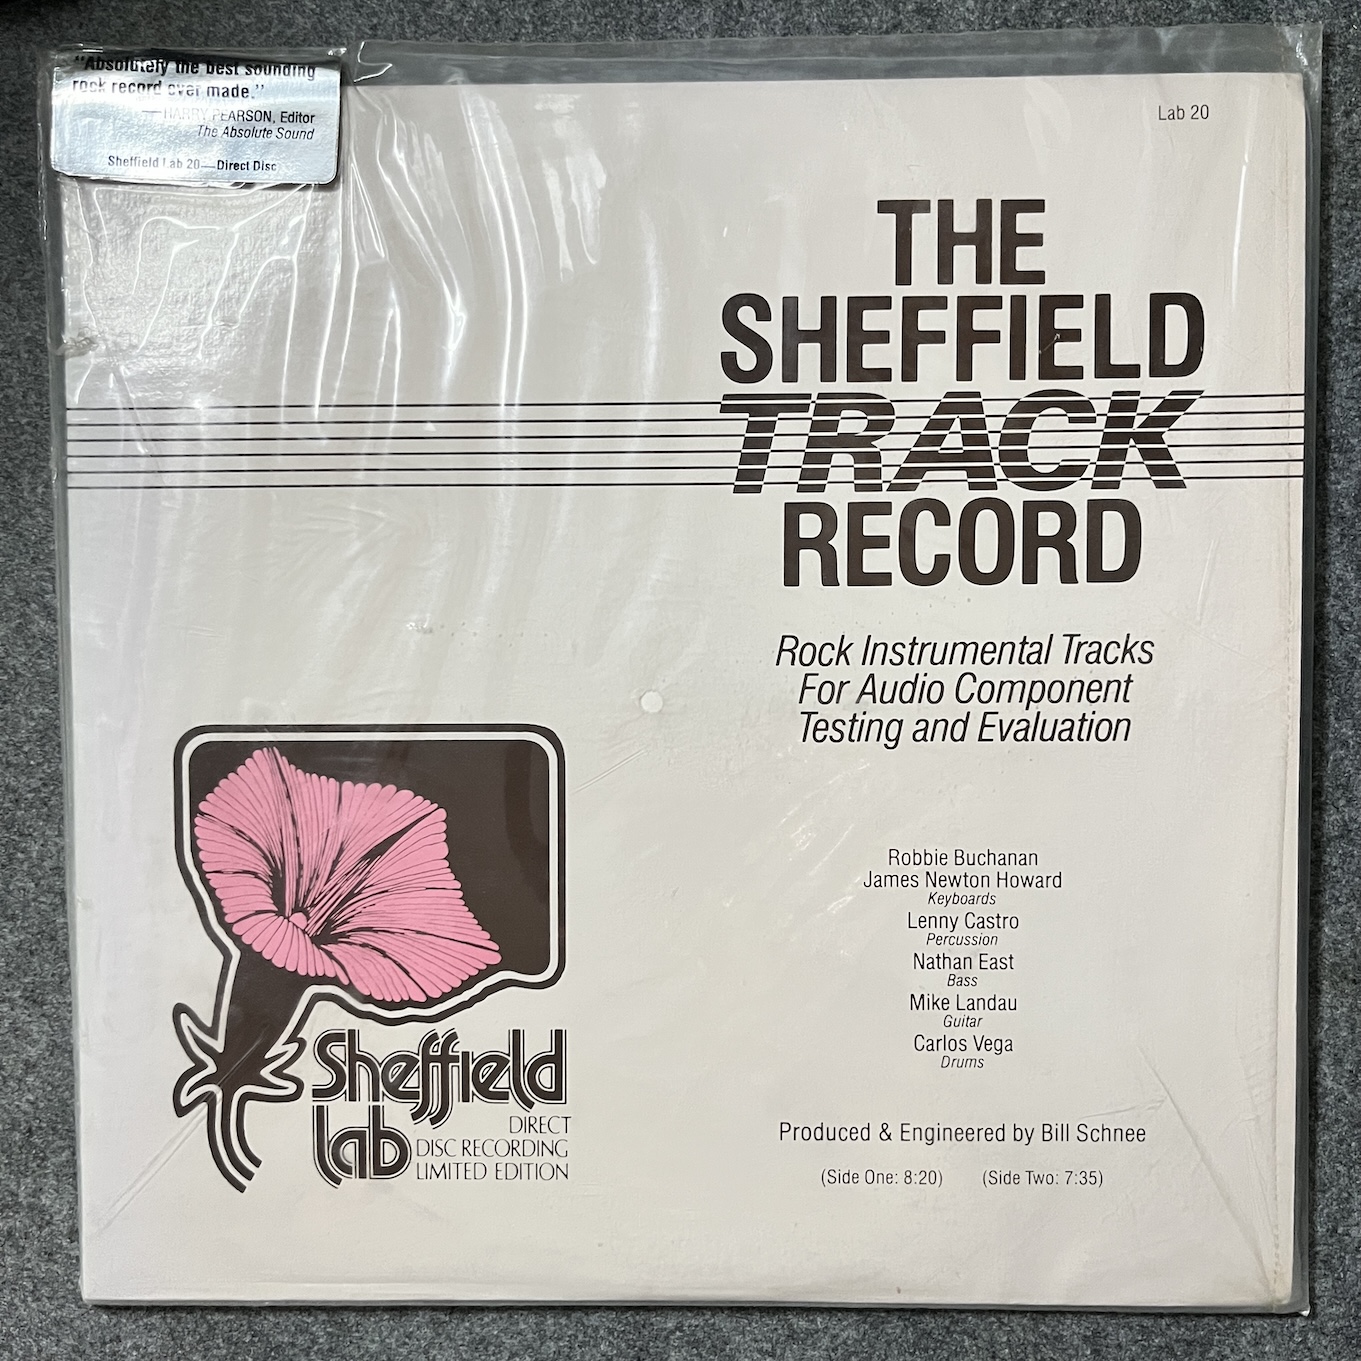 "Absolutely the best sounding
rock record ever made."
—HARRY PEARSON, Editor
The Absolute Sound
Sheffield Lab 20—Direct Disc
Lab 20
THE
SHEFFIELD
TRACK
RECORD
Rock Instrumental Tracks
For Audio Component
Testing and Evaluation
Robbie Buchanan
James Newton Howard
Keyboards
Lenny Castro
Percussion
Nathan East
Bass
Mike Landau
Guitar
Carlos Vega
Drums
Produced & Engineered by Bill Schnee
(Side One: 8:20) (Side Two: 7:35)
Sheffield
lab
DIRECT
DISC RECORDING
LIMITED EDITION